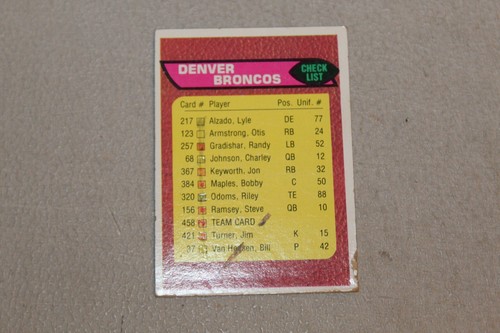 DENVER
BRONCOS
CHECK
LIST
Card # Player Pos. Unif. #
217 Alzado, Lyle DE 77
123 Armstrong, Otis RB 24
257 Gradishar, Randy LB 52
68 Johnson, Charley QB 12
367 Keyworth, Jon RB 32
384 Maples, Bobby C 50
320 Odoms, Riley TE 88
156 Ramsey, Steve QB 10
458 TEAM CARD
421 Turner, Jim K 15
27 Van Heusen, Bill P 42